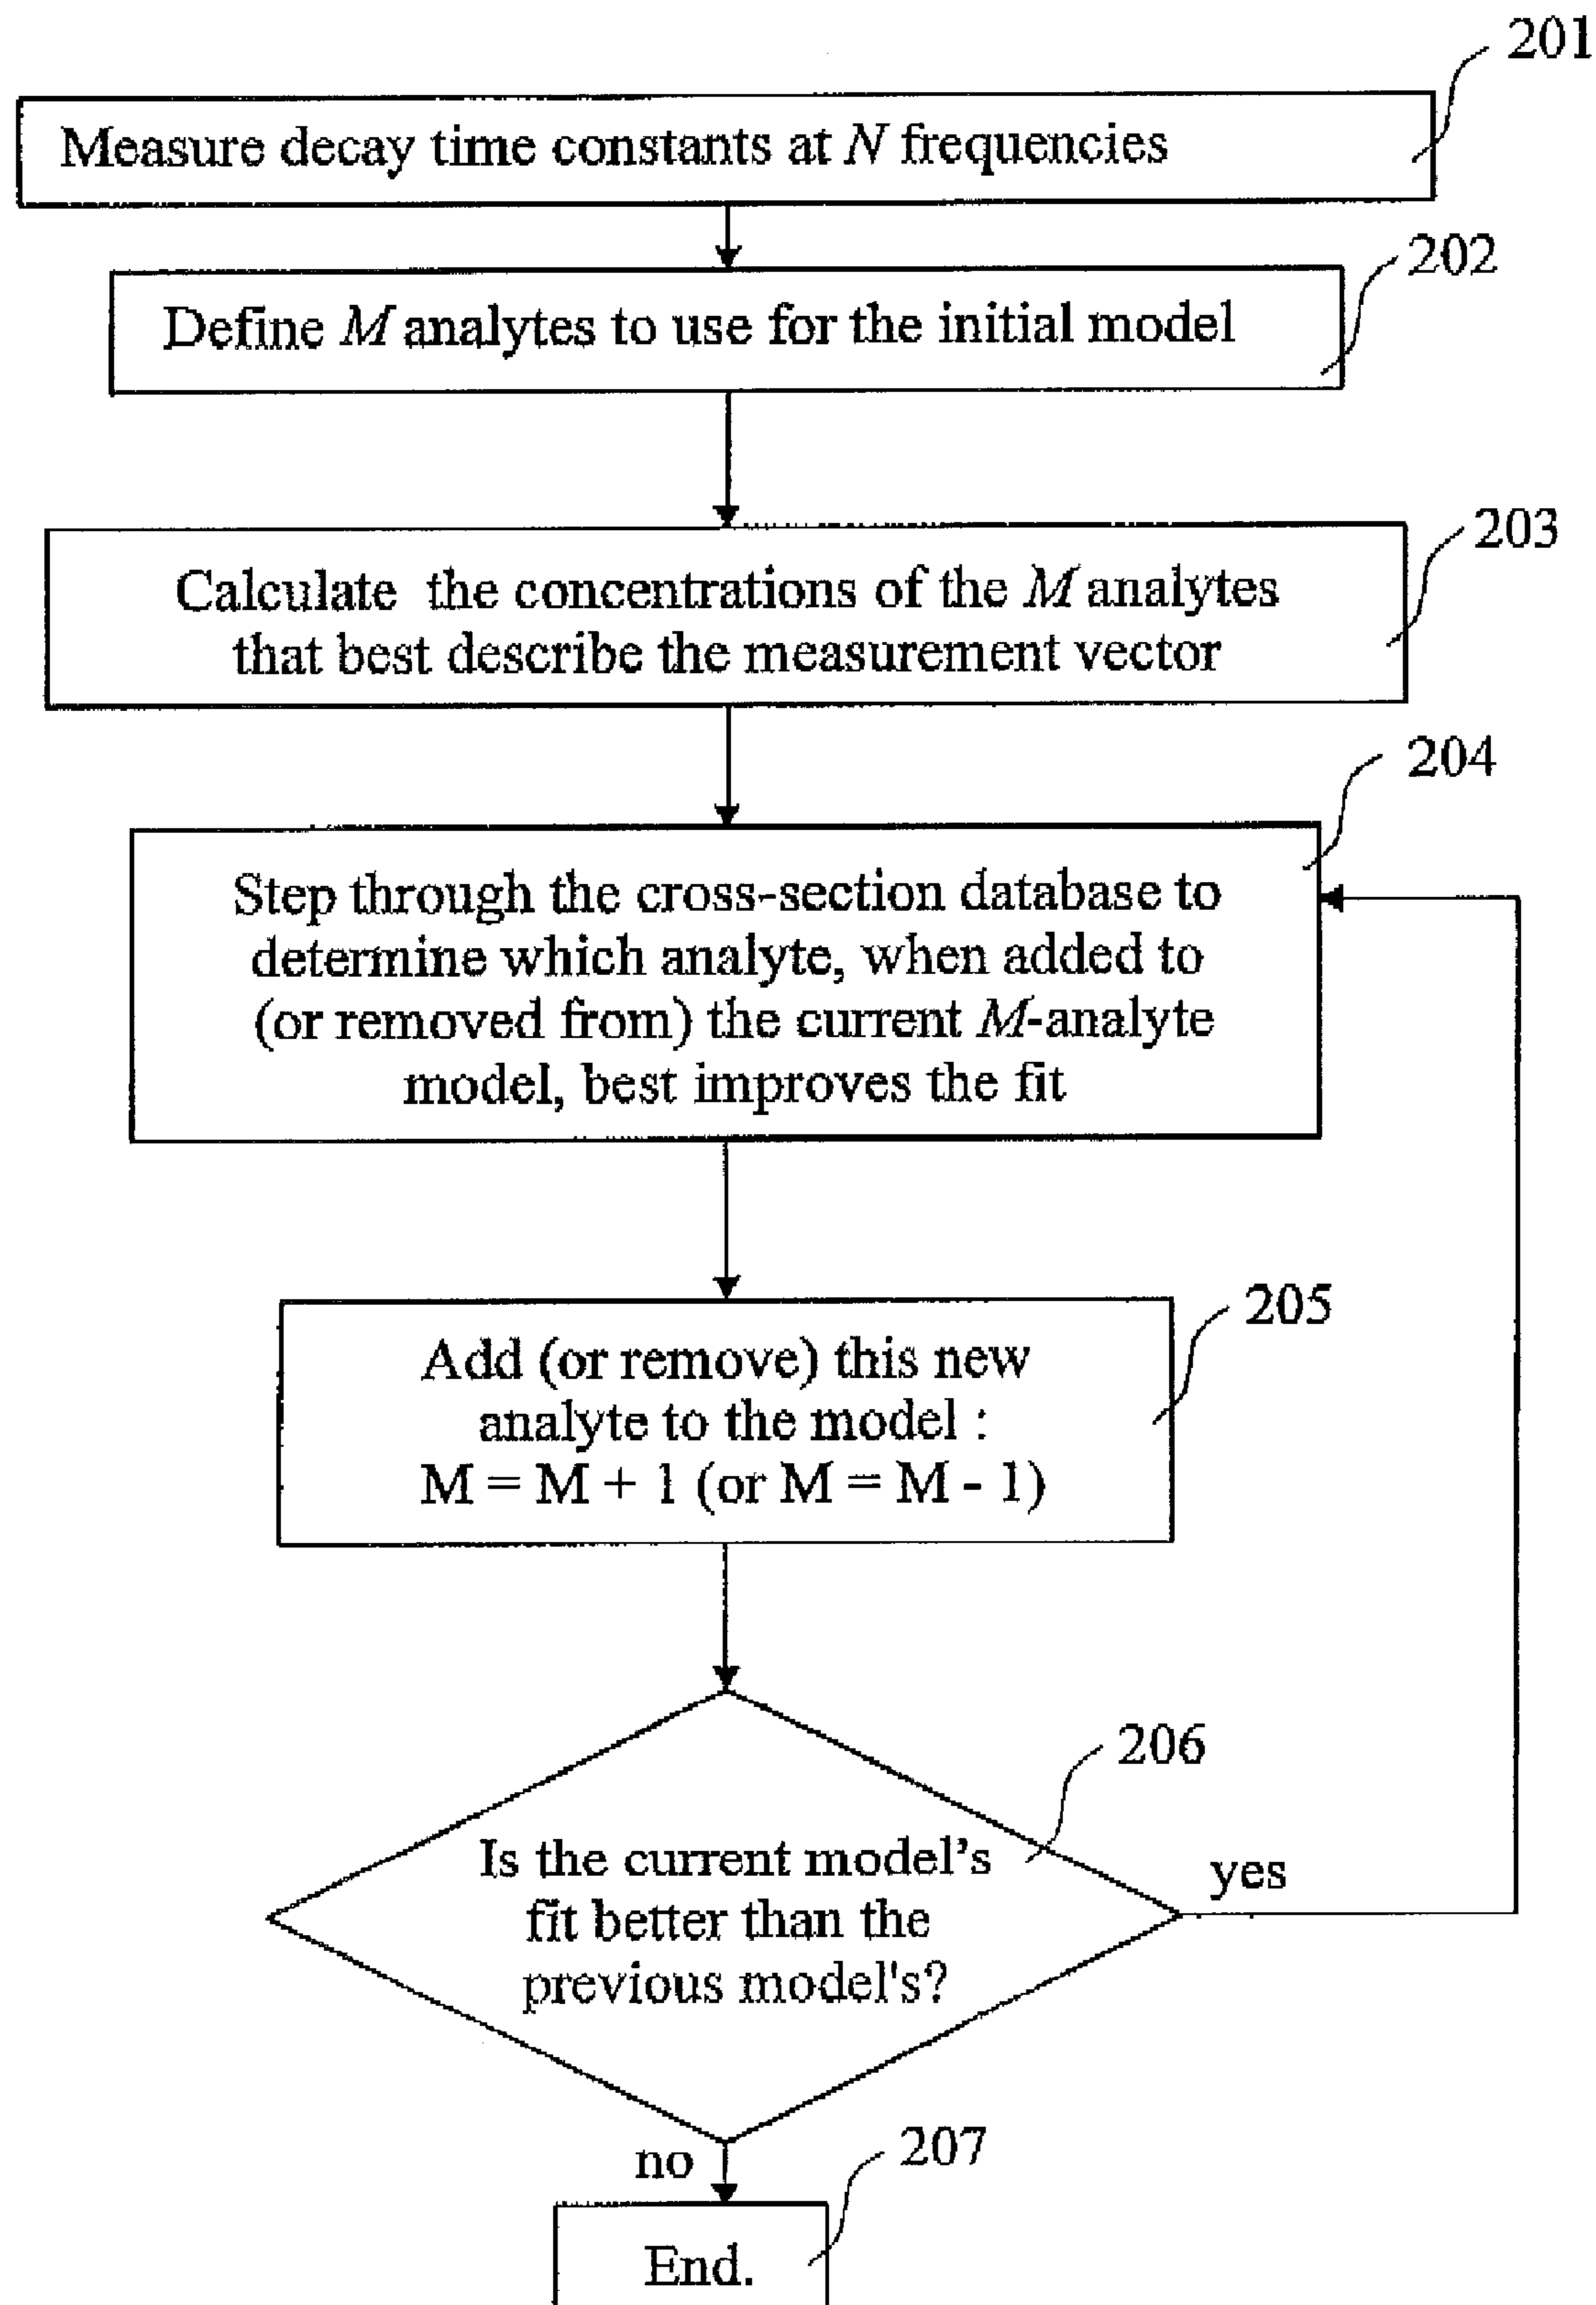 201
Measure decay time constants at N frequencies
202
Define M analytes to use for the initial model
203
Calculate the concentrations of the M analytes
that best describe the measurement vector
204
Step through the cross-section database to
determine which analyte, when added to
(or removed from) the current M-analyte
model, best improves the fit
205
Add (or remove) this new
analyte to the model :
M = M + 1 (or M = M - 1)
206
Is the current model's
fit better than the
previous model's?
yes
no
207
End.